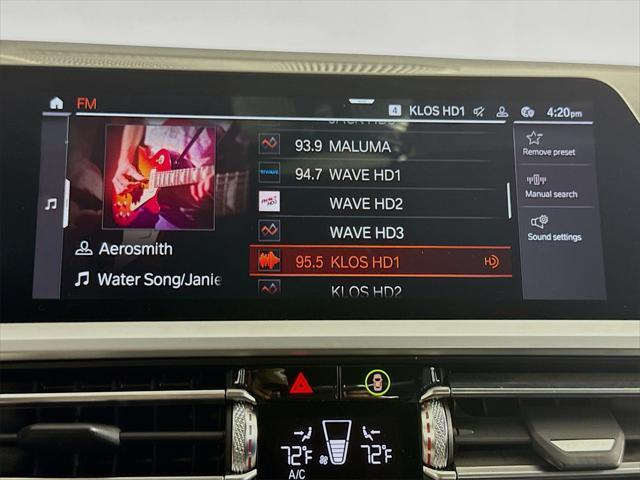 FM
4 KLOS HD1 4:20pm
93.9 MALUMA
94.7 WAVE HD1
WAVE HD2
WAVE HD3
95.5 KLOS HD1
KLOS HD2
Aerosmith
Water Song/Janie
Remove preset
Manual search
Sound settings
72°F 72°F
A/C